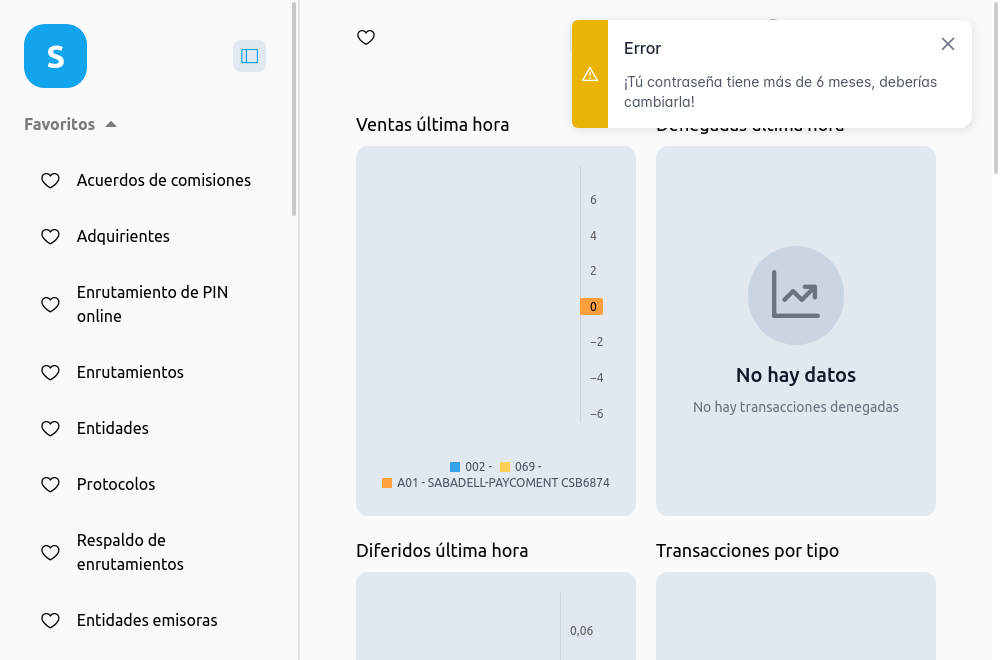 S
Favoritos
Acuerdos de comisiones
Adquirientes
Enrutamiento de PIN
online
Enrutamientos
Entidades
Protocolos
Respaldo de
enrutamientos
Entidades emisoras
Error
¡Tú contraseña tiene más de 6 meses, deberías
cambiarla!
Ventas última hora
6
4
2
0
−2
−4
−6
002 - 069 -
A01 - SABADELL-PAYCOMENT CSB6874
Denegadas última hora
No hay datos
No hay transacciones denegadas
Diferidos última hora
0,06
Transacciones por tipo